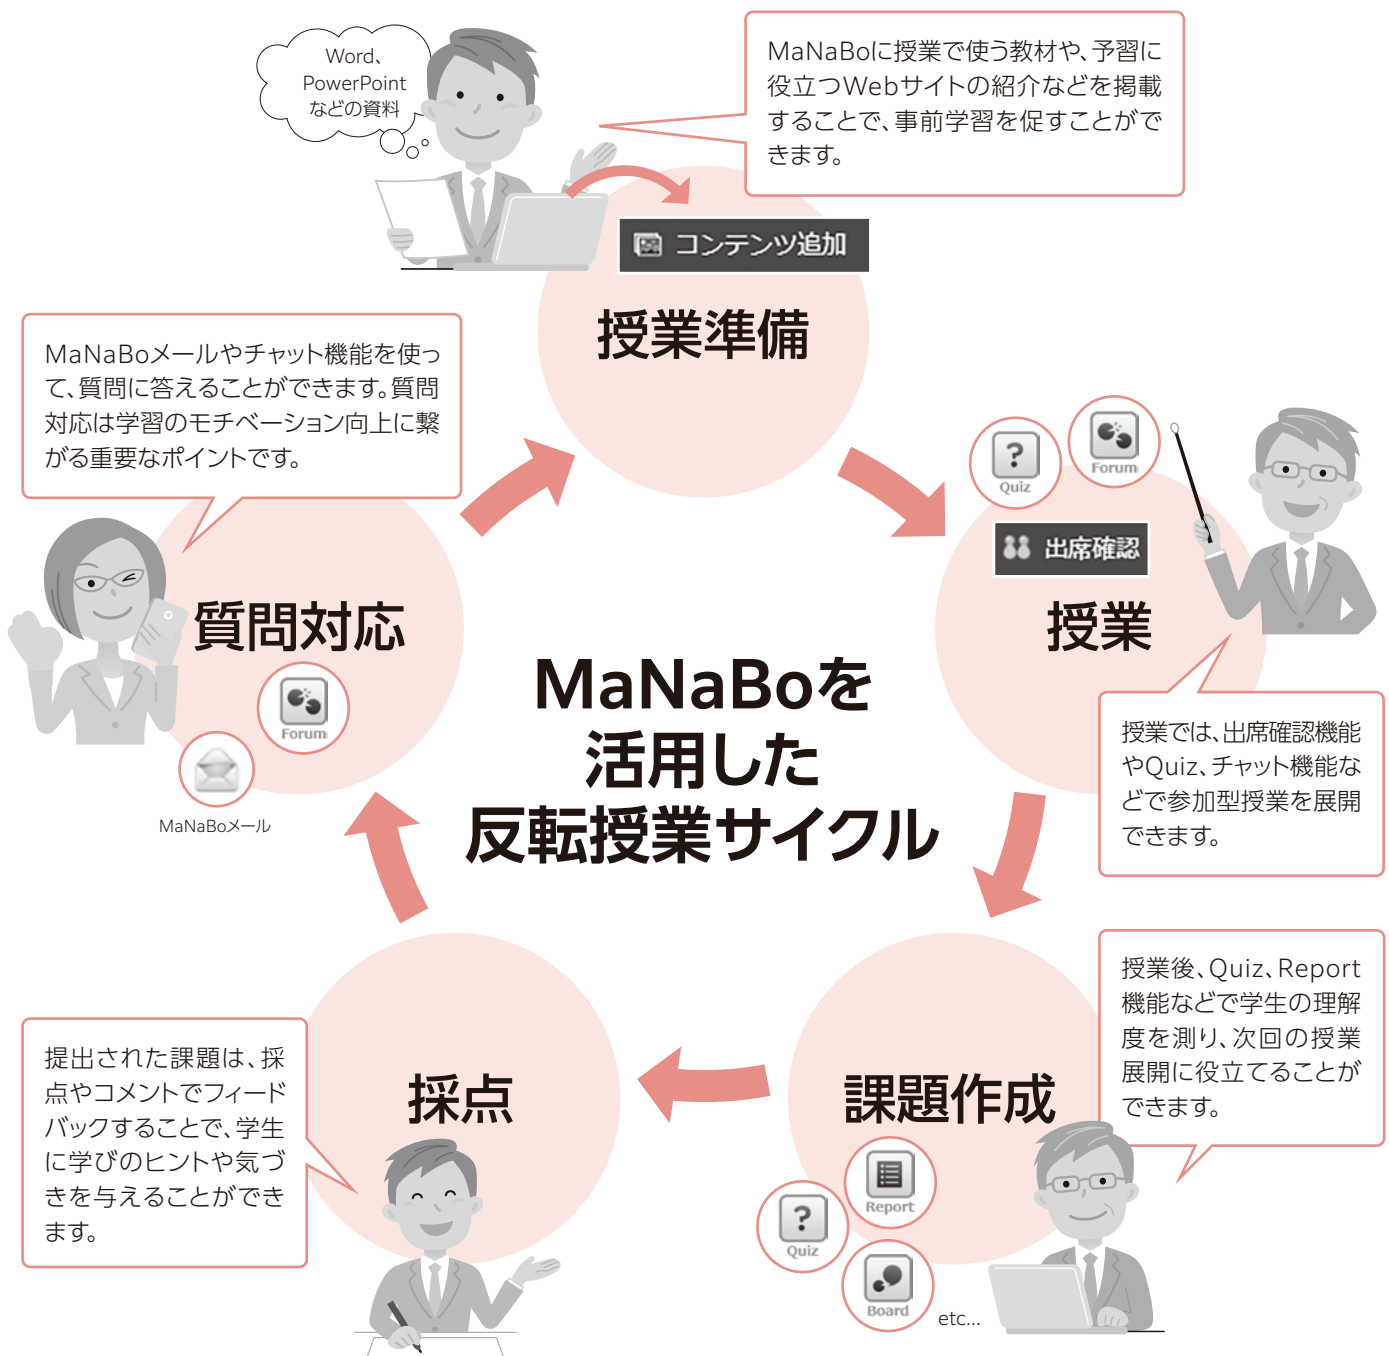 Word、
PowerPoint
などの資料
MaNaBoに授業で使う教材や、予習に
役立つWebサイトの紹介などを掲載
することで、事前学習を促すことがで
きます。
コンテンツ追加
授業準備
MaNaBoメールやチャット機能を使っ
て、質問に答えることができます。質問
対応は学習のモチベーション向上に繋
がる重要なポイントです。
Quiz
Forum
出席確認
授業
質問対応
Forum
MaNaBoメール
MaNaBoを
活用した
反転授業サイクル
授業では、出席確認機能
やQuiz、チャット機能な
どで参加型授業を展開
できます。
授業後、Quiz、Report
機能などで学生の理解
度を測り、次回の授業
展開に役立てることが
できます。
課題作成
Report
Quiz
Board
etc...
採点
提出された課題は、採
点やコメントでフィード
バックすることで、学生
に学びのヒントや気づ
きを与えることができ
ます。